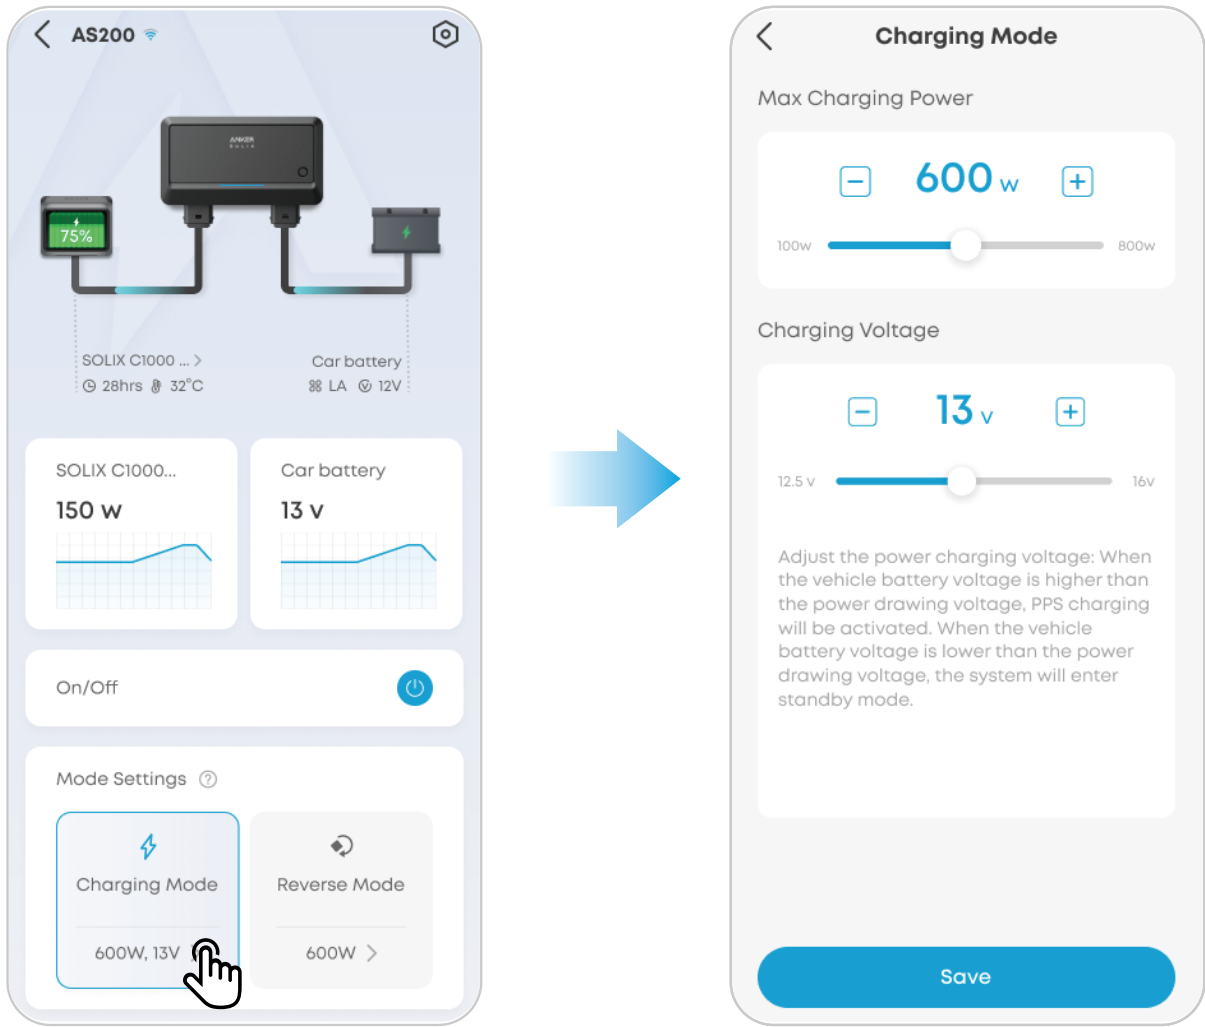 AS200
ANKER
SOLIX
75%
SOLIX C1000 ...
28hrs 32°C
Car battery
LA 12V
SOLIX C1000...
150 w
Car battery
13 v
On/Off
Mode Settings ?
Charging Mode
600W, 13V
Reverse Mode
600W
Charging Mode
Max Charging Power
600 w
100w
800w
Charging Voltage
13 v
12.5 v
16v
Adjust the power charging voltage: When
the vehicle battery voltage is higher than
the power drawing voltage, PPS charging
will be activated. When the vehicle
battery voltage is lower than the power
drawing voltage, the system will enter
standby mode.
Save